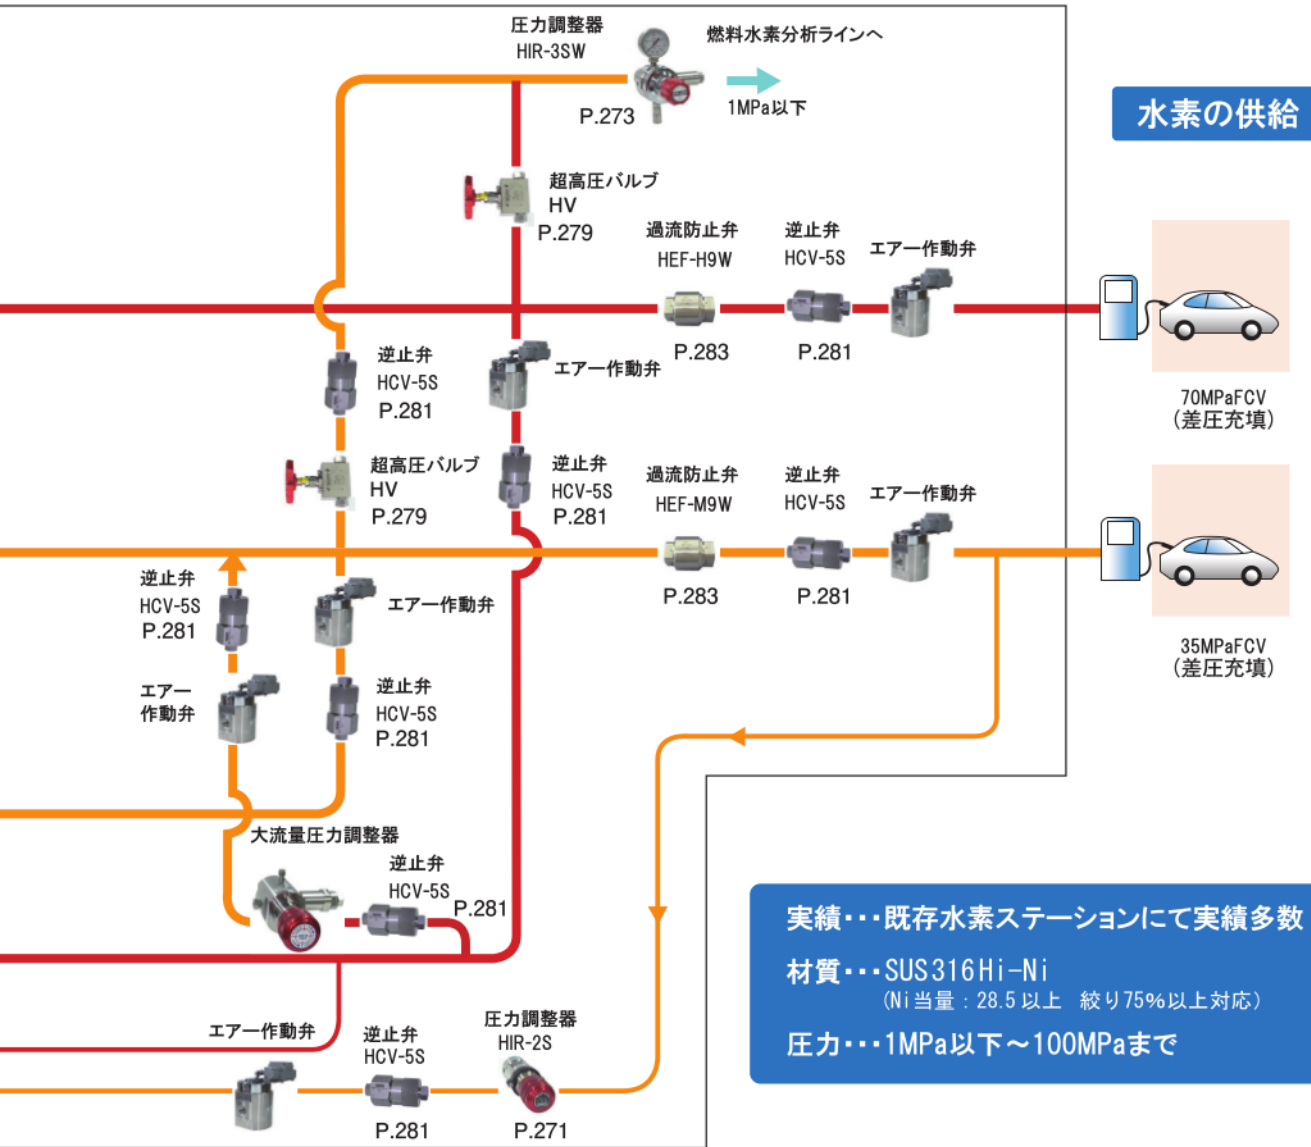 圧力調整器
HIR-3SW
P.273
燃料水素分析ラインへ
1MPa以下
水素の供給
超高圧バルブ
HV
P.279
過流防止弁
HEF-H9W
P.283
逆止弁
HCV-5S
P.281
エアー作動弁
70MPaFCV
(差圧充填)
逆止弁
HCV-5S
P.281
エアー作動弁
超高圧バルブ
HV
P.279
逆止弁
HCV-5S
P.281
過流防止弁
HEF-M9W
P.283
逆止弁
HCV-5S
P.281
エアー作動弁
35MPaFCV
(差圧充填)
逆止弁
HCV-5S
P.281
エアー作動弁
エアー
作動弁
逆止弁
HCV-5S
P.281
大流量圧力調整器
逆止弁
HCV-5S
P.281
エアー作動弁
逆止弁
HCV-5S
P.281
圧力調整器
HIR-2S
P.271
実績・・・既存水素ステーションにて実績多数
材質・・・SUS316Hi-Ni
(Ni当量：28.5以上 絞り75%以上対応)
圧力・・・1MPa以下～100MPaまで